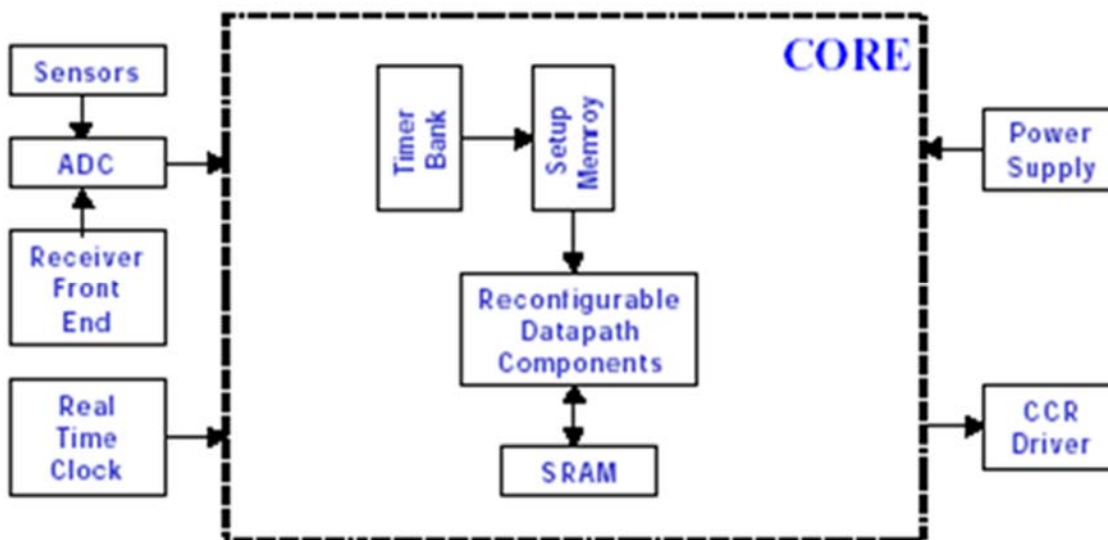 CORE
Sensors
ADC
Receiver
Front
End
Real
Time
Clock
Timer
Bank
Setup
Memroy
Reconfigurable
Datapath
Components
SRAM
Power
Supply
CCR
Driver